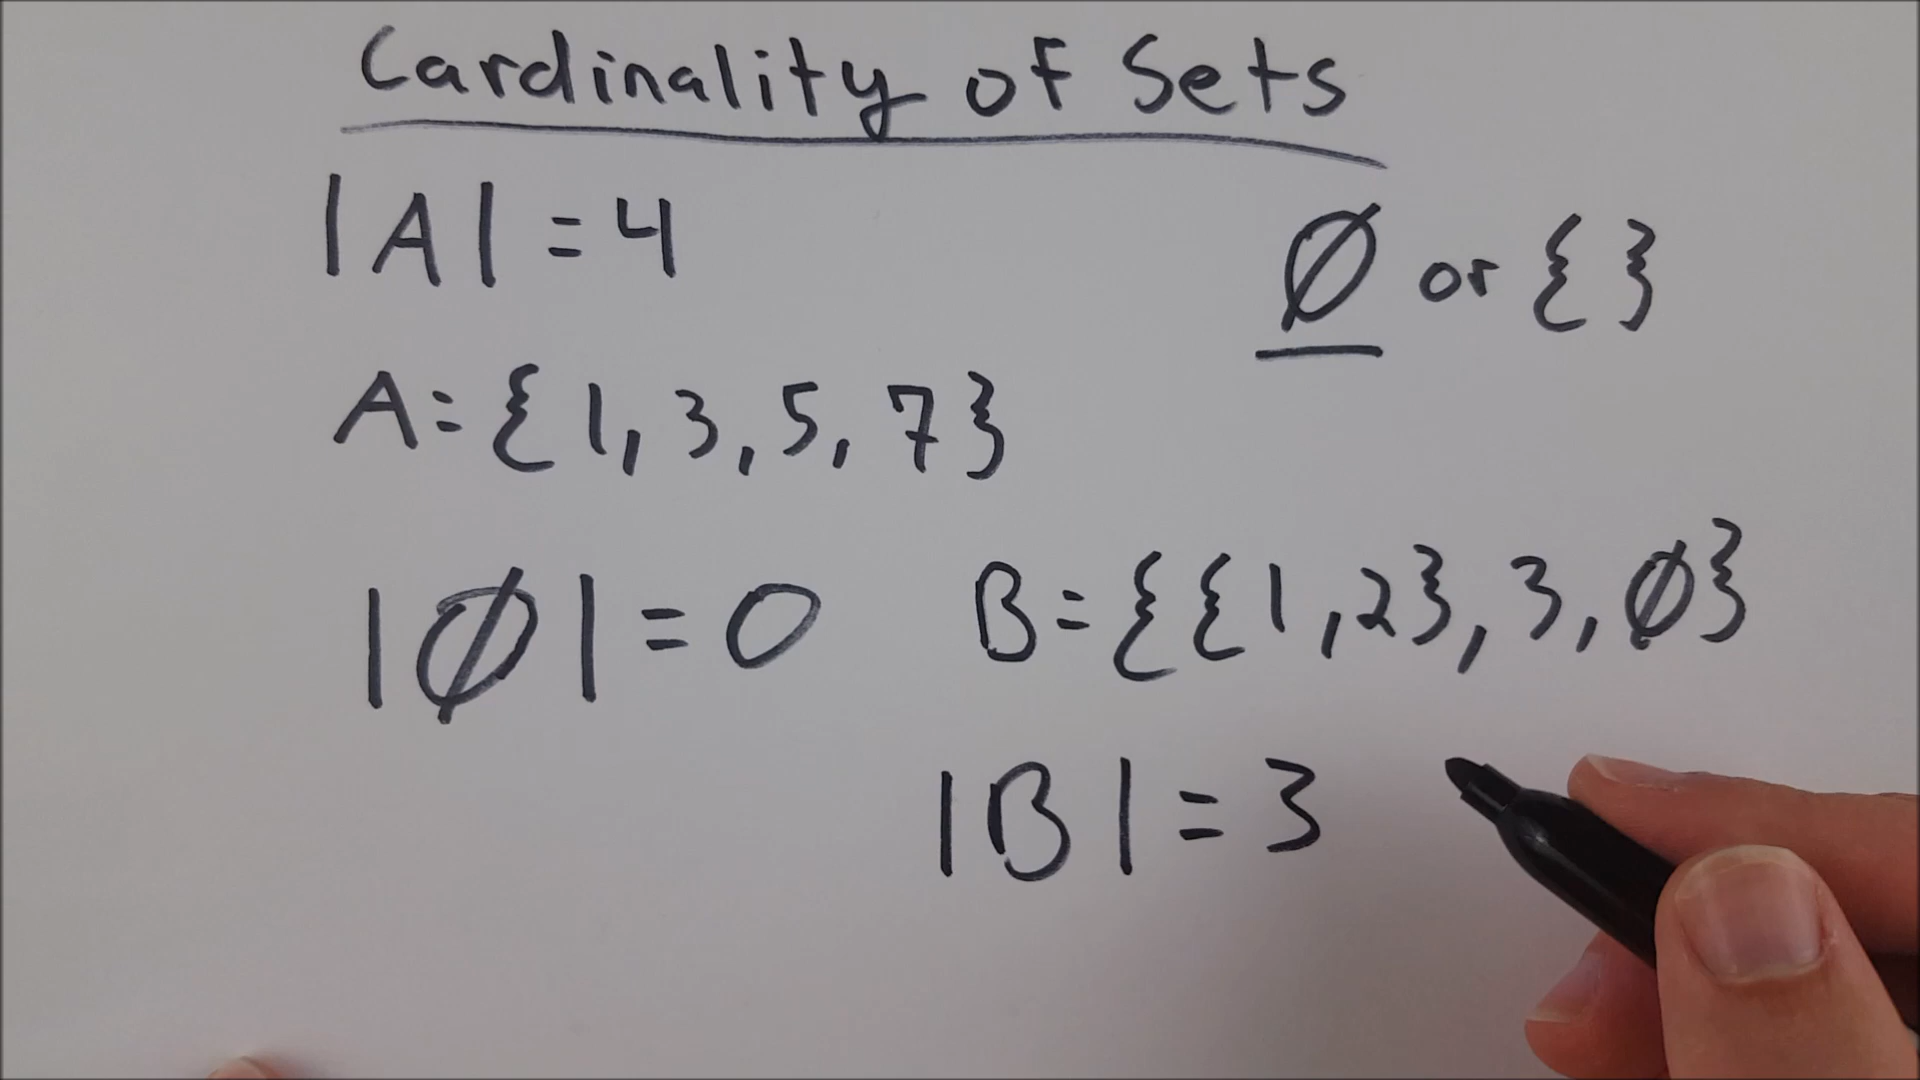 Cardinality of Sets
|A| = 4
∅ or { }
A = { 1, 3, 5, 7 }
|∅| = 0
B = { { 1, 2 }, 3, ∅ }
|B| = 3